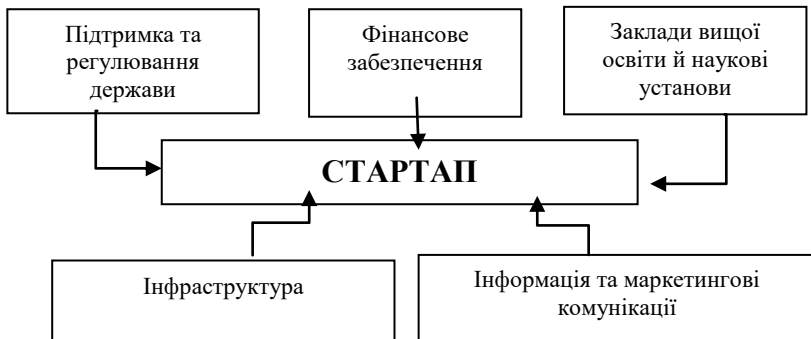 Підтримка та
регулювання
держави
Фінансове
забезпечення
Заклади вищої
освіти й наукові
установи
СТАРТАП
Інфраструктура
Інформація та маркетингові
комунікації